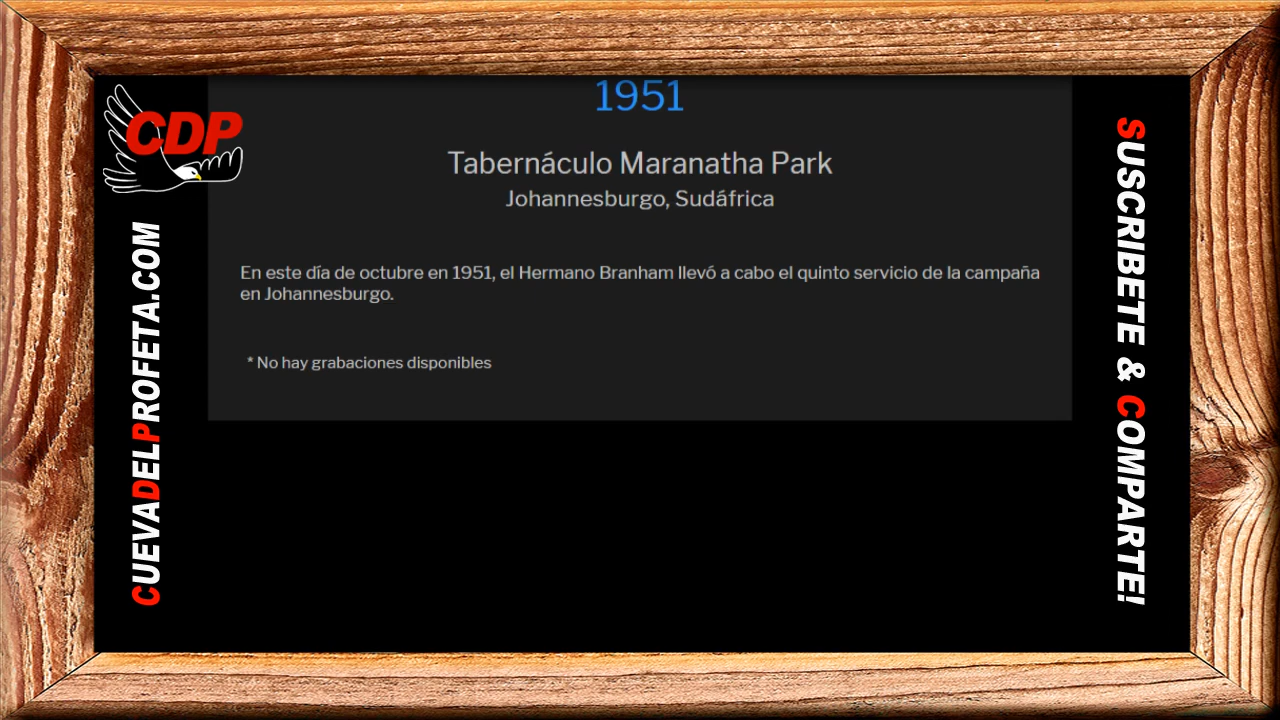 CDP
CUEVADELPROFETA.COM
1951
Tabernáculo Maranatha Park
Johannesburgo, Sudáfrica
En este día de octubre en 1951, el Hermano Branham llevó a cabo el quinto servicio de la campaña
en Johannesburgo.
* No hay grabaciones disponibles
SUSCRIBETE & COMPARTE!